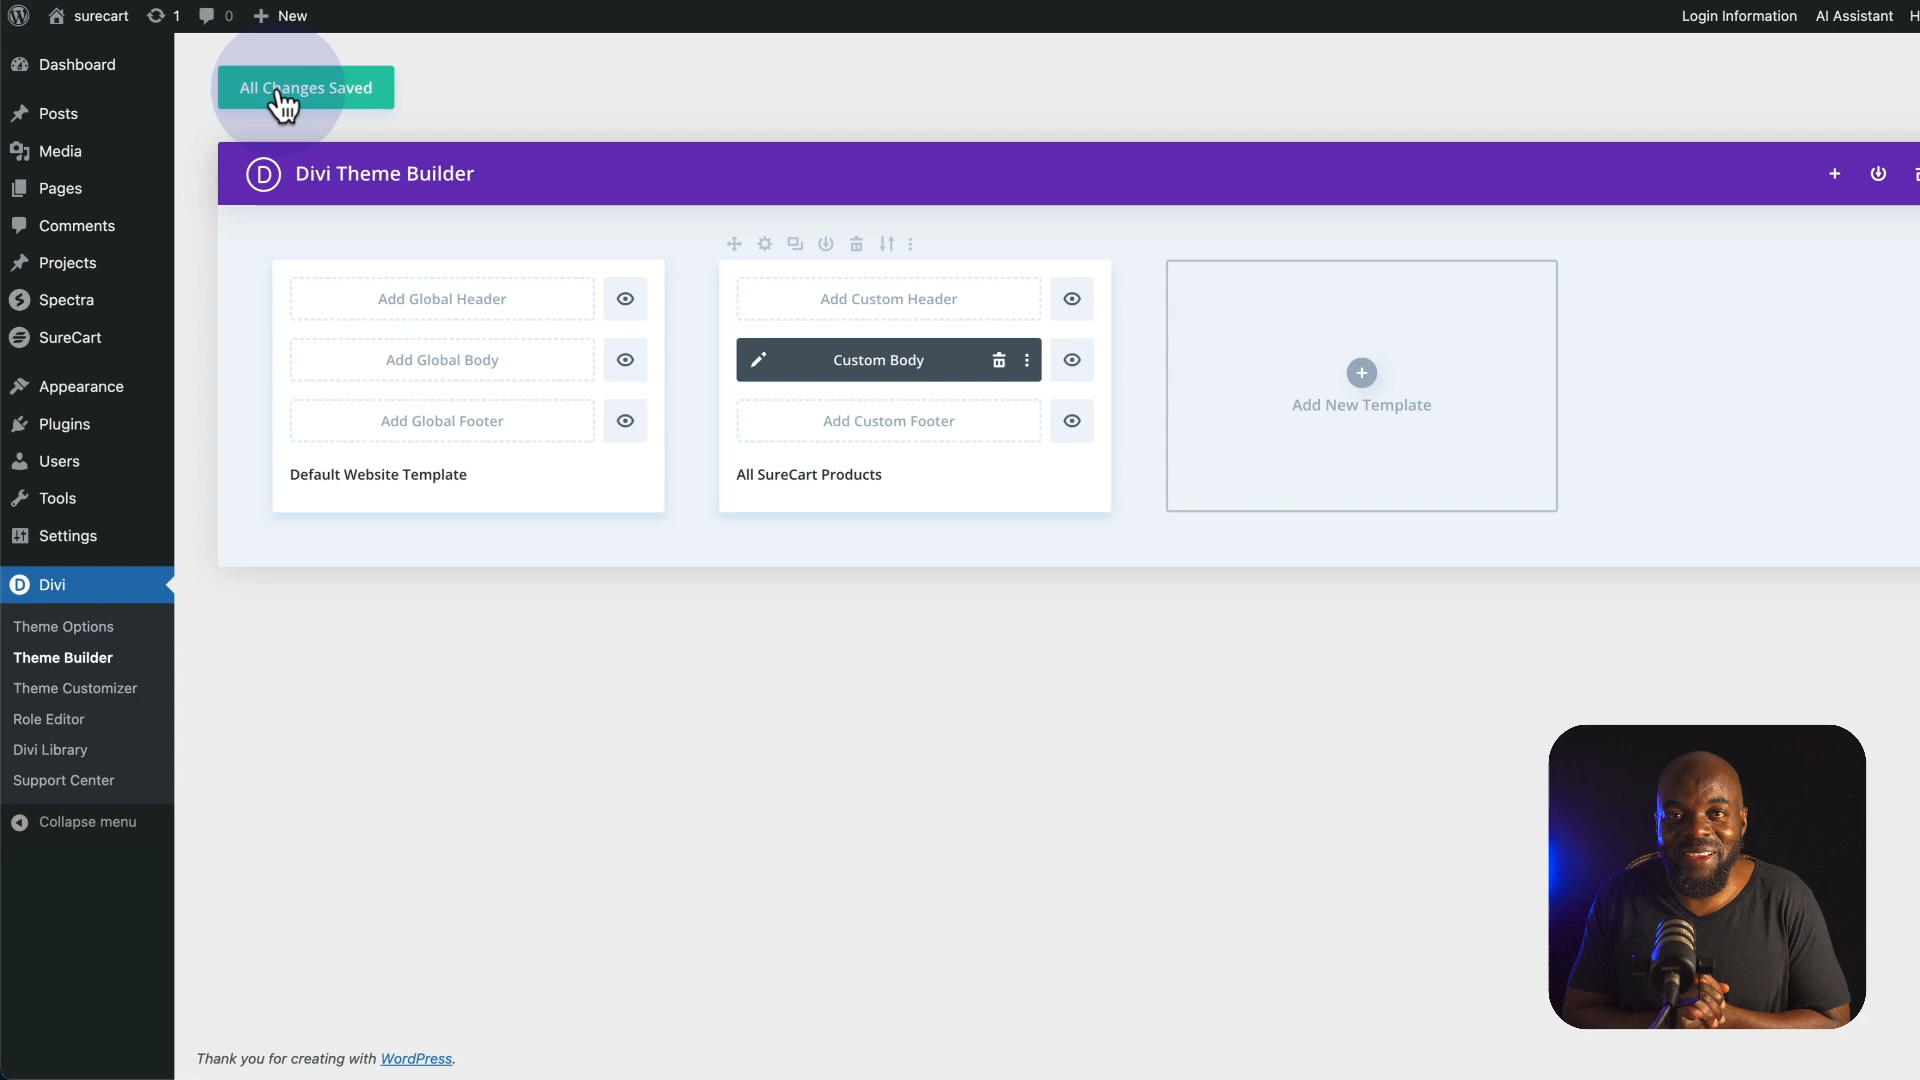 surecart 1 0 New Login Information AI Assistant H
Dashboard
Posts
Media
Pages
Comments
Projects
Spectra
SureCart
Appearance
Plugins
Users
Tools
Settings
Divi
Theme Options
Theme Builder
Theme Customizer
Role Editor
Divi Library
Support Center
Collapse menu
All Changes Saved
D Divi Theme Builder
Add Global Header
Add Global Body
Add Global Footer
Default Website Template
Add Custom Header
Custom Body
Add Custom Footer
All SureCart Products
Add New Template
Thank you for creating with WordPress.